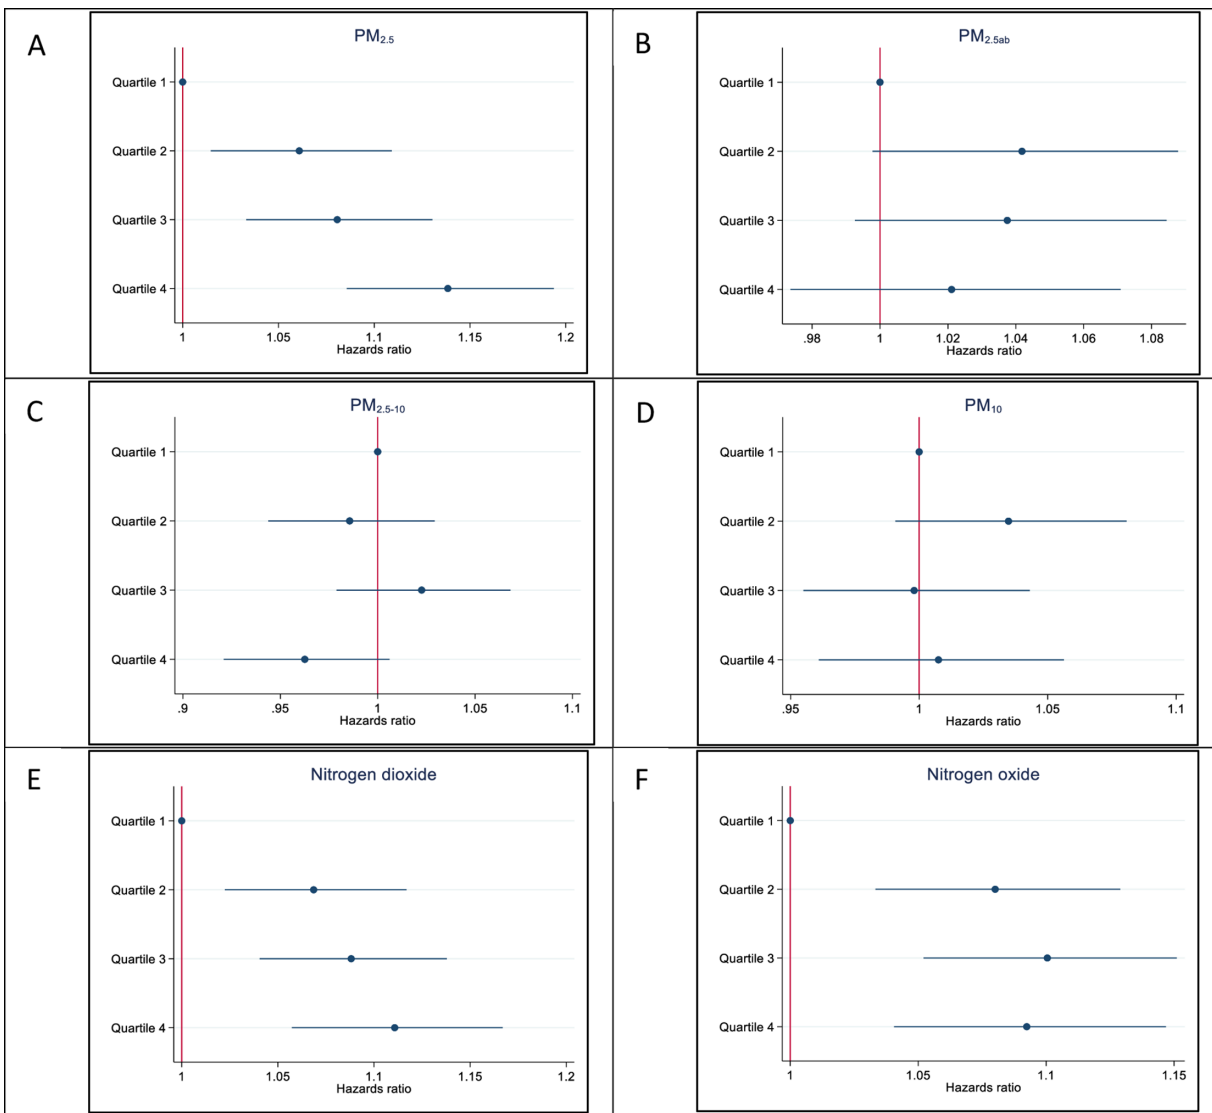 A
PM2.5
Quartile 1
Quartile 2
Quartile 3
Quartile 4
1 1.05 1.1 1.15 1.2
Hazards ratio
B
PM2.5ab
Quartile 1
Quartile 2
Quartile 3
Quartile 4
.98 1 1.02 1.04 1.06 1.08
Hazards ratio
C
PM2.5-10
Quartile 1
Quartile 2
Quartile 3
Quartile 4
.9 .95 1 1.05 1.1
Hazards ratio
D
PM10
Quartile 1
Quartile 2
Quartile 3
Quartile 4
.95 1 1.05 1.1
Hazards ratio
E
Nitrogen dioxide
Quartile 1
Quartile 2
Quartile 3
Quartile 4
1 1.05 1.1 1.15 1.2
Hazards ratio
F
Nitrogen oxide
Quartile 1
Quartile 2
Quartile 3
Quartile 4
1 1.05 1.1 1.15
Hazards ratio